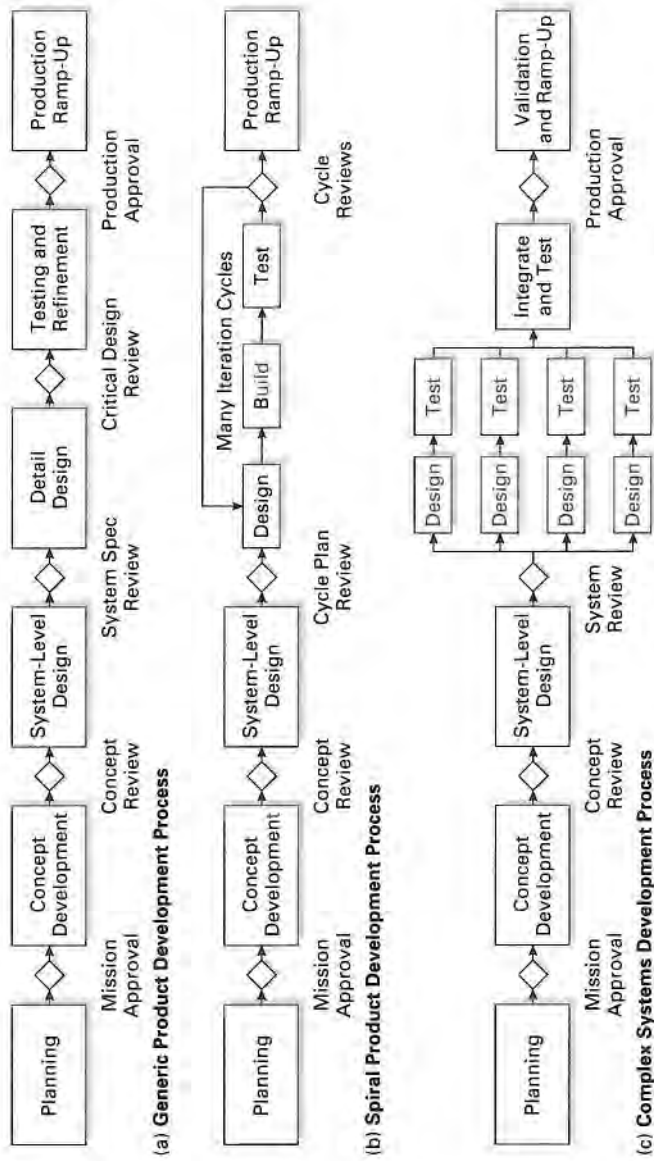 Planning
Mission
Approval
Concept
Development
Concept
Review
System-Level
Design
System Spec
Review
Detail
Design
Critical Design
Review
Testing and
Refinement
Production
Approval
Production
Ramp-Up
(a) Generic Product Development Process
Planning
Mission
Approval
Concept
Development
Concept
Review
System-Level
Design
Cycle Plan
Review
Many Iteration Cycles
Design
Build
Test
Cycle
Reviews
Production
Ramp-Up
(b) Spiral Product Development Process
Planning
Mission
Approval
Concept
Development
Concept
Review
System-Level
Design
System
Review
Design
Test
Design
Test
Design
Test
Design
Test
Integrate
and Test
Production
Approval
Validation
and Ramp-Up
(c) Complex Systems Development Process